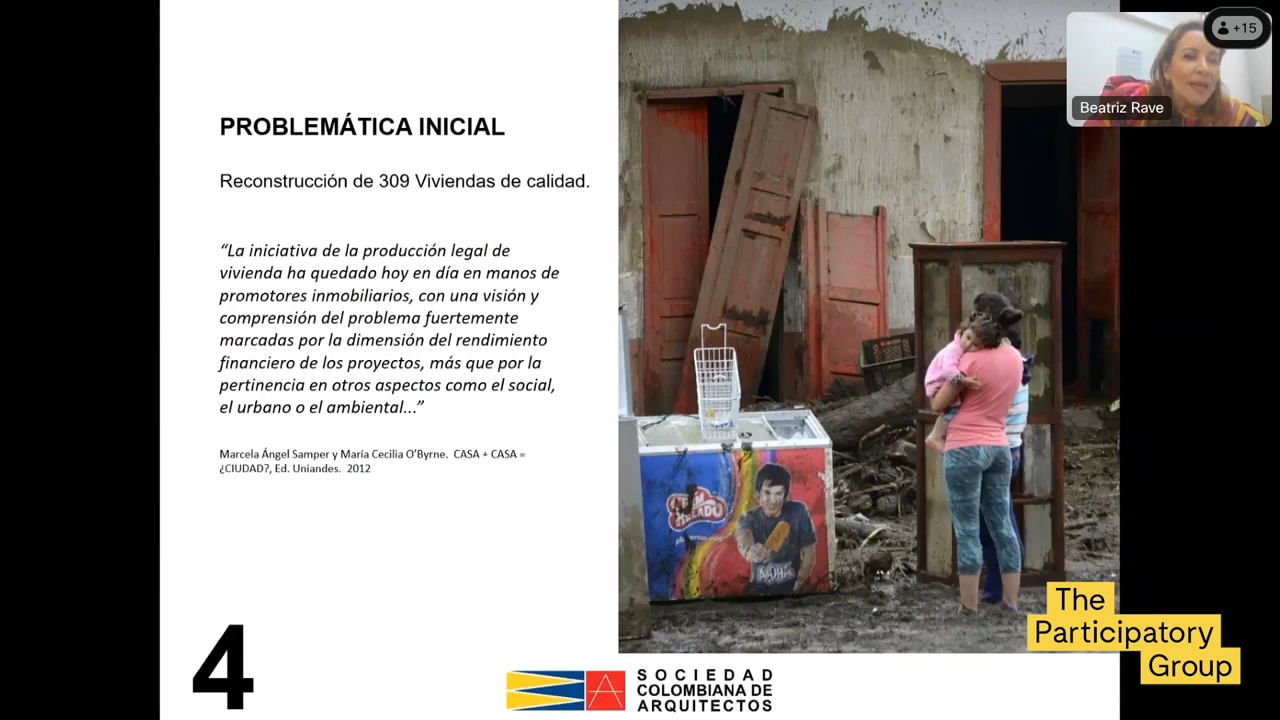 PROBLEMÁTICA INICIAL
Reconstrucción de 309 Viviendas de calidad.
“La iniciativa de la producción legal de
vivienda ha quedado hoy en día en manos de
promotores inmobiliarios, con una visión y
comprensión del problema fuertemente
marcadas por la dimensión del rendimiento
financiero de los proyectos, más que por la
pertinencia en otros aspectos como el social,
el urbano o el ambiental...”
Marcela Ángel Samper y María Cecilia O’Byrne. CASA + CASA =
¿CIUDAD?, Ed. Uniandes. 2012
4
SOCIEDAD
COLOMBIANA DE
ARQUITECTOS
+15
Beatriz Rave
ALOHA
The
Participatory
Group